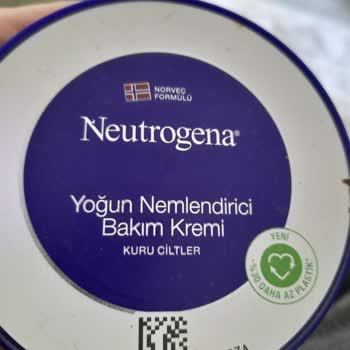 NORVEÇ
FORMÜLÜ
Neutrogena®
Yoğun Nemlendirici
Bakım Kremi
KURU CİLTLER
YENİ
%30 DAHA AZ PLASTİK*